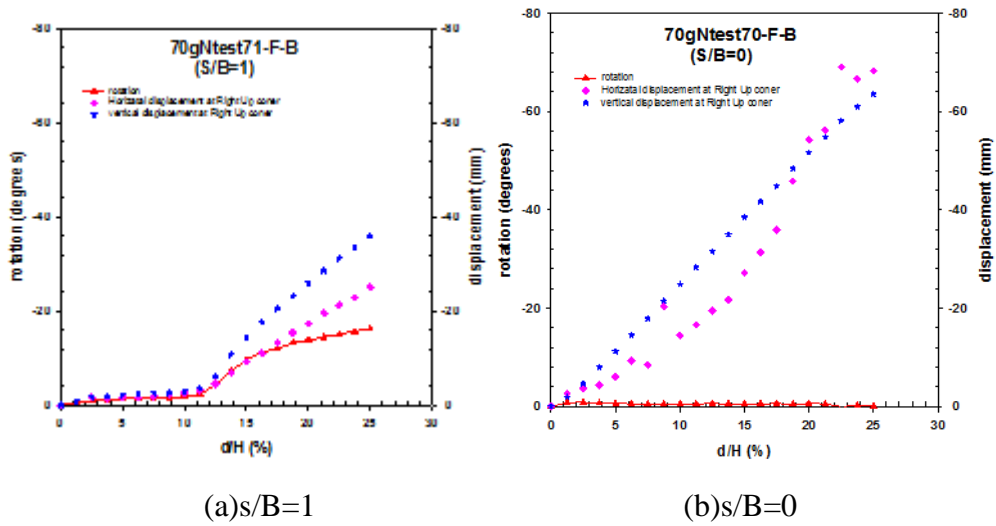 70gNtest71-F-B
(S/B=1)
rotation
Horizatal displacement at Right Up coner
vertical displacement at Right Up coner
rotation (degrees)
displacement (mm)
-80
-60
-40
-20
0
-80
-60
-40
-20
0
0 5 10 15 20 25 30
d/H (%)
(a)s/B=1
70gNtest70-F-B
(S/B=0)
rotation
Horizatal displacement at Right Up coner
vertical displacement at Right Up coner
rotation (degrees)
displacement (mm)
-80
-60
-40
-20
0
-80
-60
-40
-20
0
0 5 10 15 20 25 30
d/H (%)
(b)s/B=0